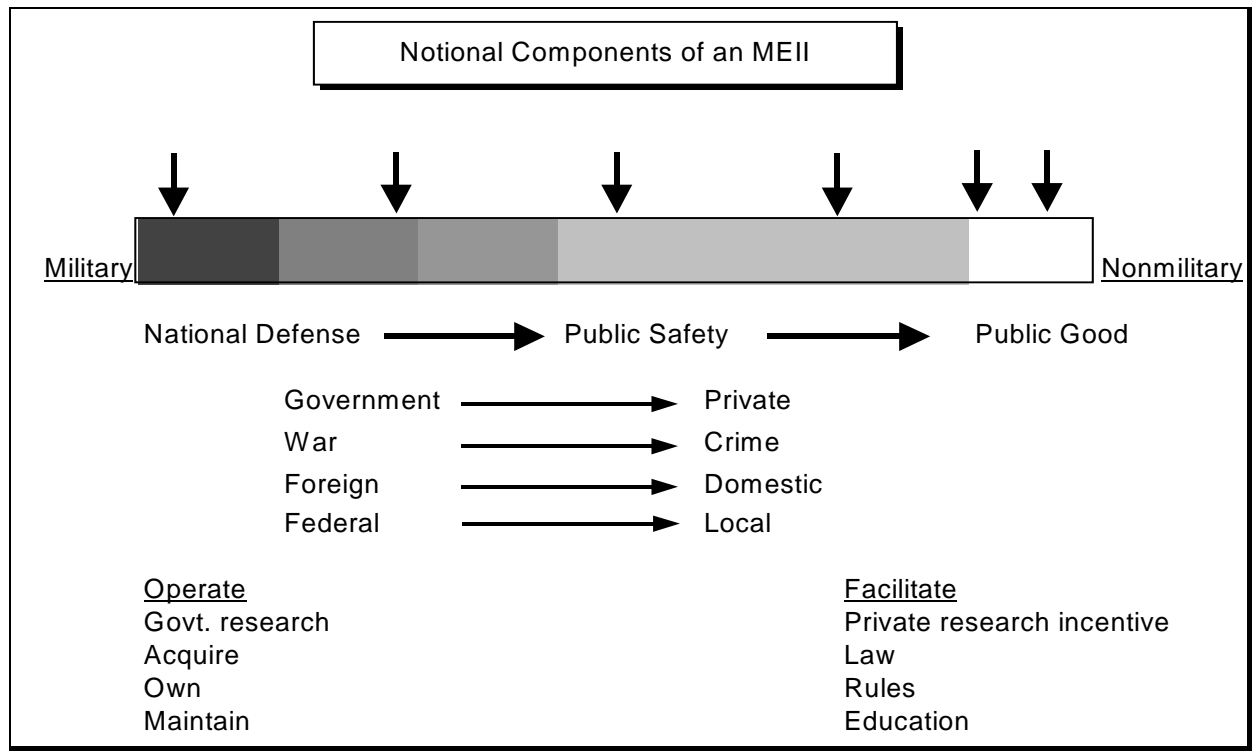 Notional Components of an MEII
Military
Nonmilitary
National Defense Public Safety Public Good
Government Private
War Crime
Foreign Domestic
Federal Local
Operate
Govt. research
Acquire
Own
Maintain
Facilitate
Private research incentive
Law
Rules
Education